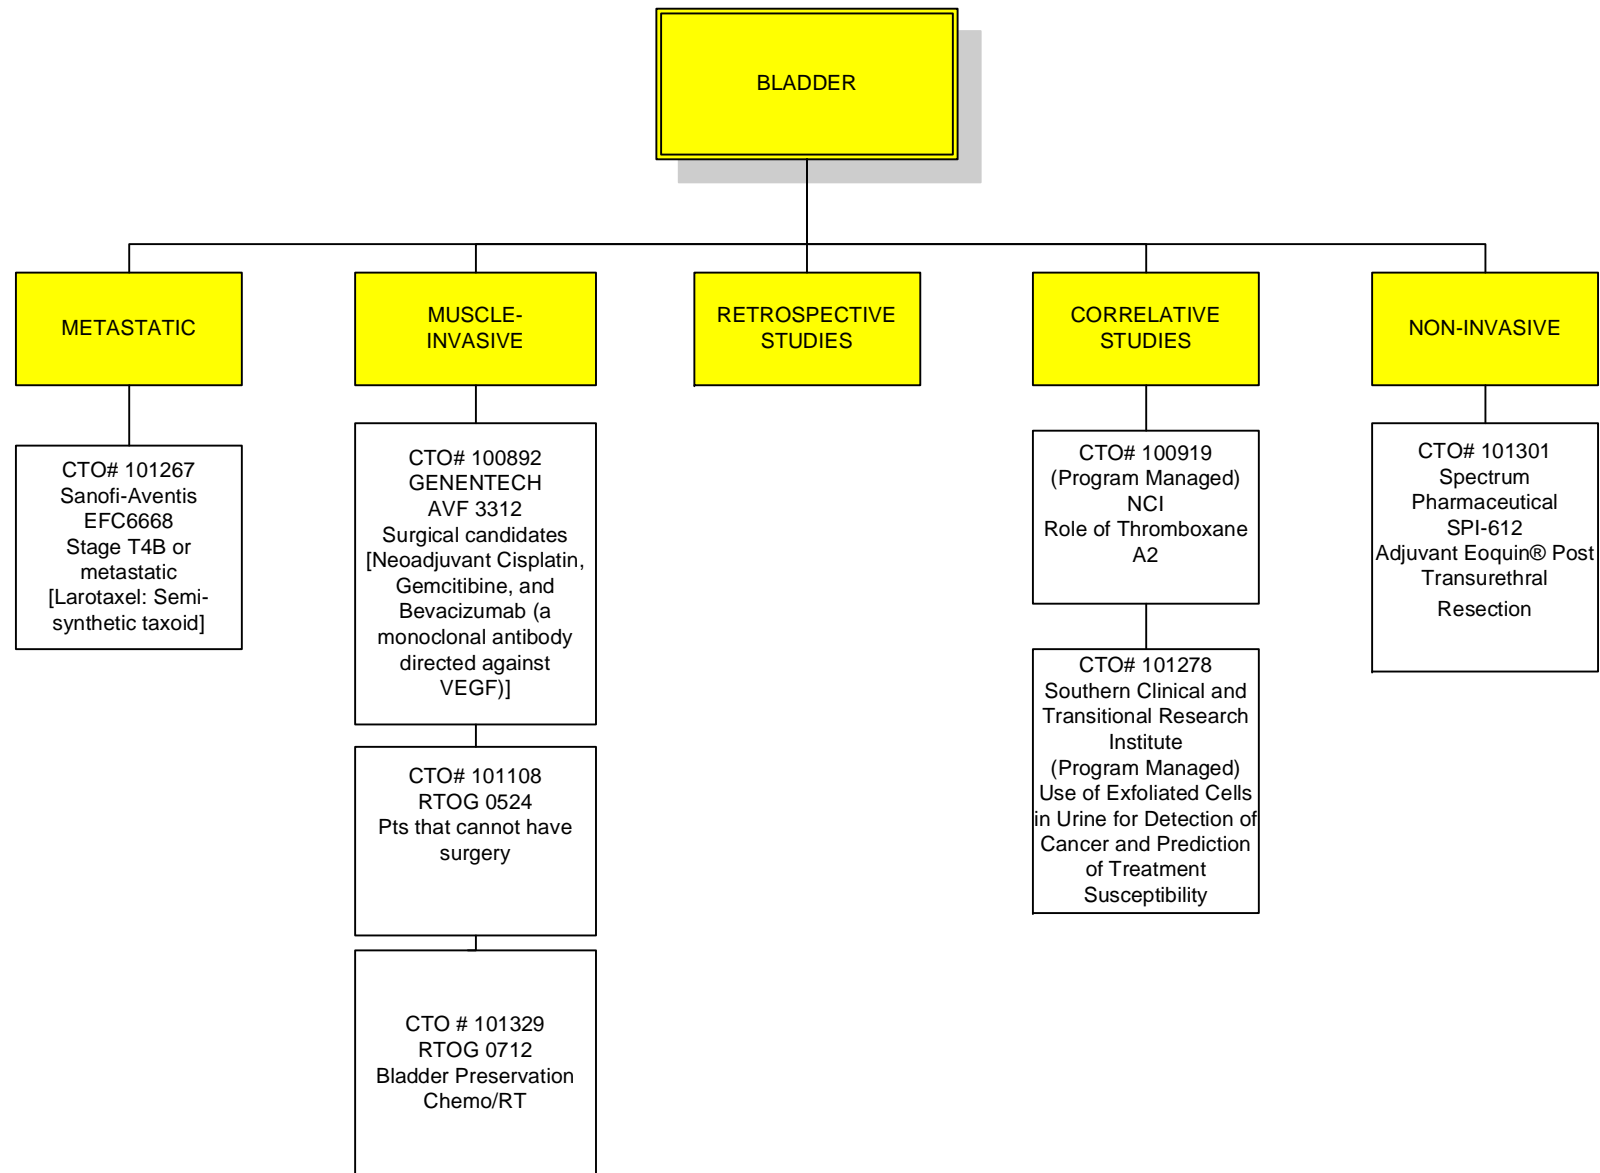 BLADDER
METASTATIC
MUSCLE-
INVASIVE
RETROSPECTIVE
STUDIES
CORRELATIVE
STUDIES
NON-INVASIVE
CTO# 101267
Sanofi-Aventis
EFC6668
Stage T4B or
metastatic
[Larotaxel: Semi-
synthetic taxoid]
CTO# 100892
GENENTECH
AVF 3312
Surgical candidates
[Neoadjuvant Cisplatin,
Gemcitibine, and
Bevacizumab (a
monoclonal antibody
directed against
VEGF)]
CTO# 101108
RTOG 0524
Pts that cannot have
surgery
CTO # 101329
RTOG 0712
Bladder Preservation
Chemo/RT
CTO# 100919
(Program Managed)
NCI
Role of Thromboxane
A2
CTO# 101278
Southern Clinical and
Transitional Research
Institute
(Program Managed)
Use of Exfoliated Cells
in Urine for Detection of
Cancer and Prediction
of Treatment
Susceptibility
CTO# 101301
Spectrum
Pharmaceutical
SPI-612
Adjuvant Eoquin® Post
Transurethral
Resection